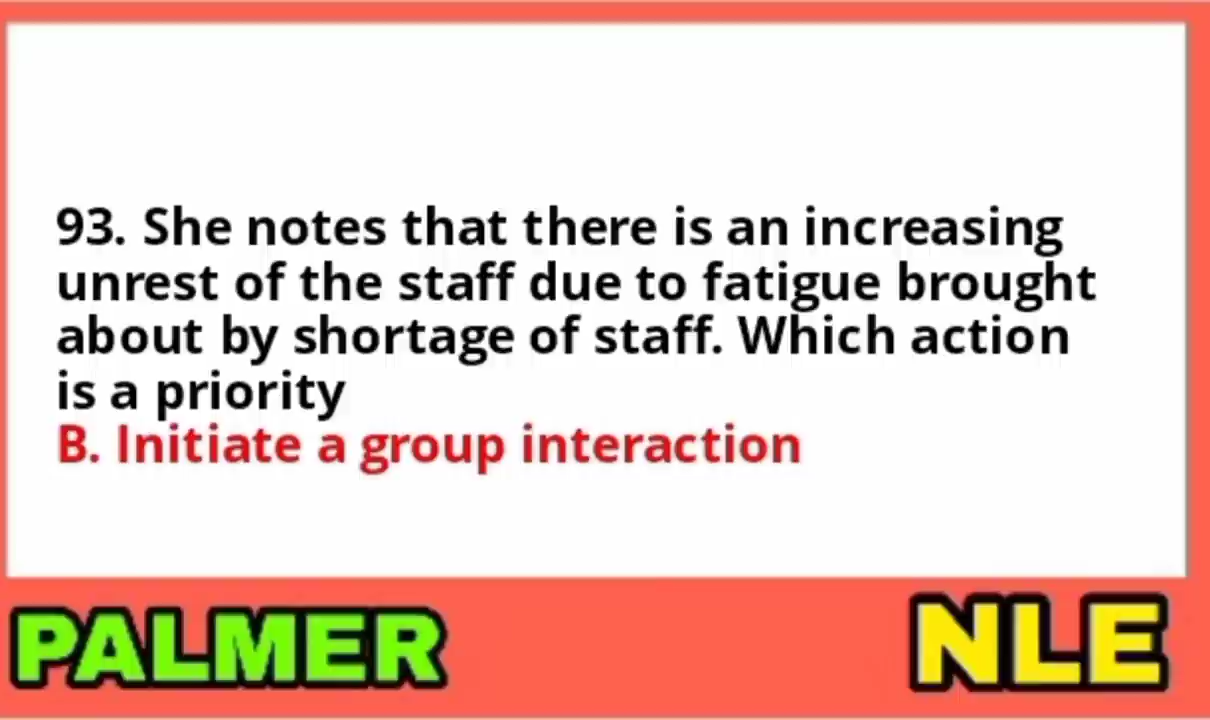 93. She notes that there is an increasing
unrest of the staff due to fatigue brought
about by shortage of staff. Which action
is a priority
B. Initiate a group interaction
PALMER
NLE